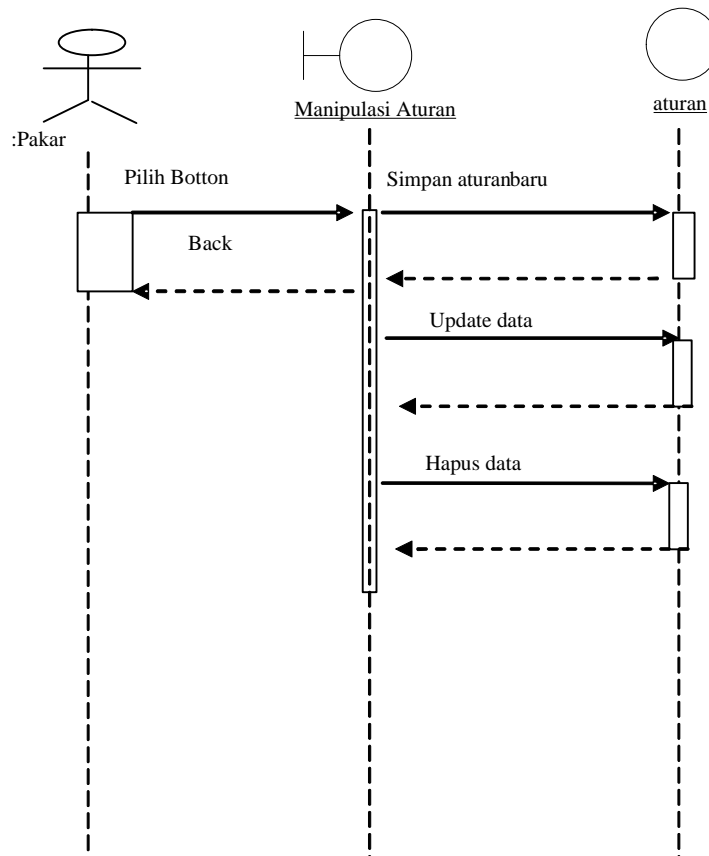 Manipulasi Aturan
aturan
:Pakar
Pilih Botton
Simpan aturanbaru
Back
Update data
Hapus data